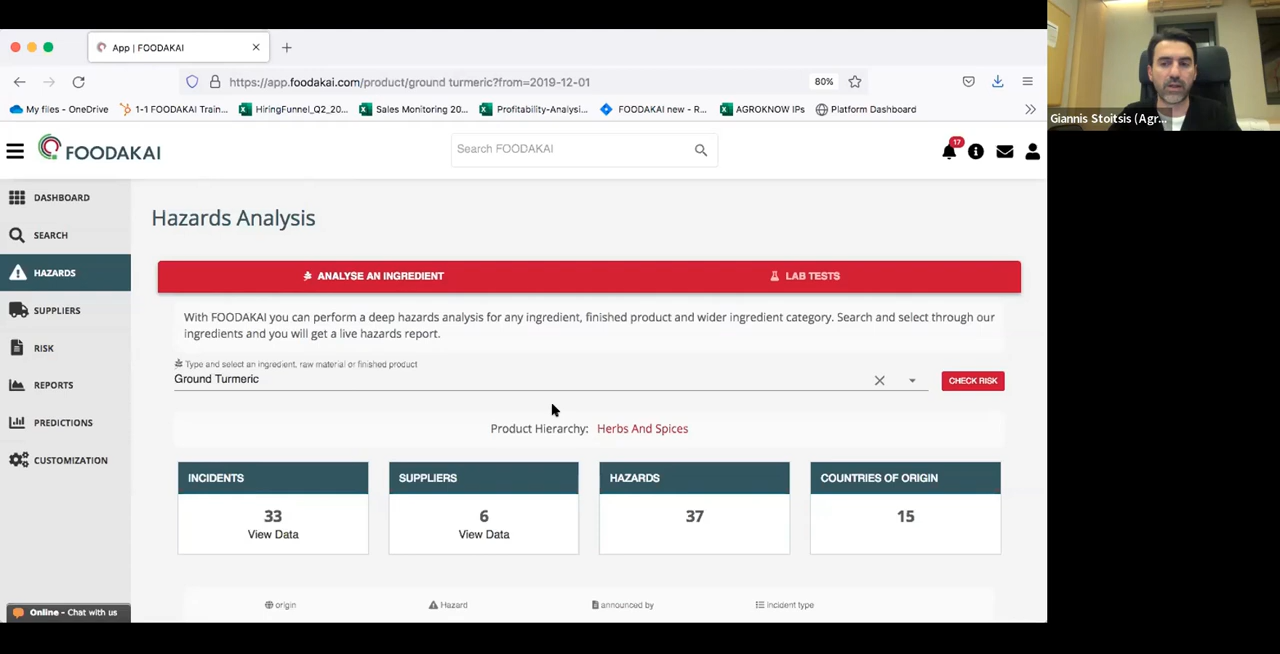 App | FOODAKAI
https://app.foodakai.com/product/ground turmeric?from=2019-12-01
80%
My files - OneDrive
1-1 FOODAKAI Train...
HiringFunnel_Q2_20...
Sales Monitoring 20...
Profitability-Analysi...
FOODAKAI new - R...
AGROKNOW IPs
Platform Dashboard
Giannis Stoitsis (Agr...
FOODAKAI
Search FOODAKAI
17
DASHBOARD
SEARCH
HAZARDS
SUPPLIERS
RISK
REPORTS
PREDICTIONS
CUSTOMIZATION
Online - Chat with us
Hazards Analysis
ANALYSE AN INGREDIENT
LAB TESTS
With FOODAKAI you can perform a deep hazards analysis for any ingredient, finished product and wider ingredient category. Search and select through our
ingredients and you will get a live hazards report.
Type and select an ingredient, raw material or finished product
Ground Turmeric
CHECK RISK
Product Hierarchy: Herbs And Spices
INCIDENTS
33
View Data
SUPPLIERS
6
View Data
HAZARDS
37
COUNTRIES OF ORIGIN
15
origin
Hazard
announced by
incident type